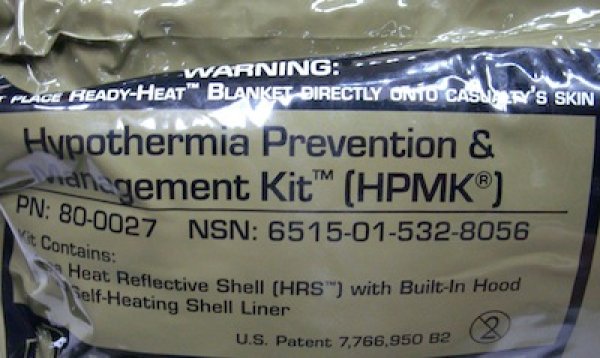 WARNING:
PLACE READY-HEAT™ BLANKET DIRECTLY ONTO CASUALTY'S SKIN
Hypothermia Prevention &
Management Kit™ (HPMK®)
PN: 80-0027 NSN: 6515-01-532-8056
Kit Contains:
Heat Reflective Shell (HRS™) with Built-In Hood
Self-Heating Shell Liner
U.S. Patent 7,766,950 B2 2